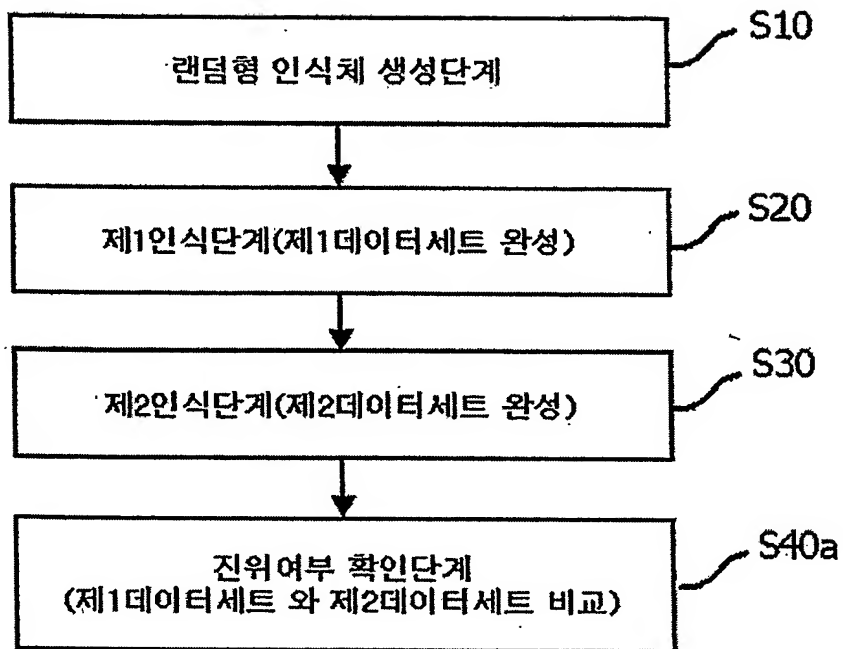 S10
랜덤형 인식체 생성단계
S20
제1인식단계(제1데이터세트 완성)
S30
제2인식단계(제2데이터세트 완성)
S40a
진위여부 확인단계
(제1데이터세트 와 제2데이터세트 비교)